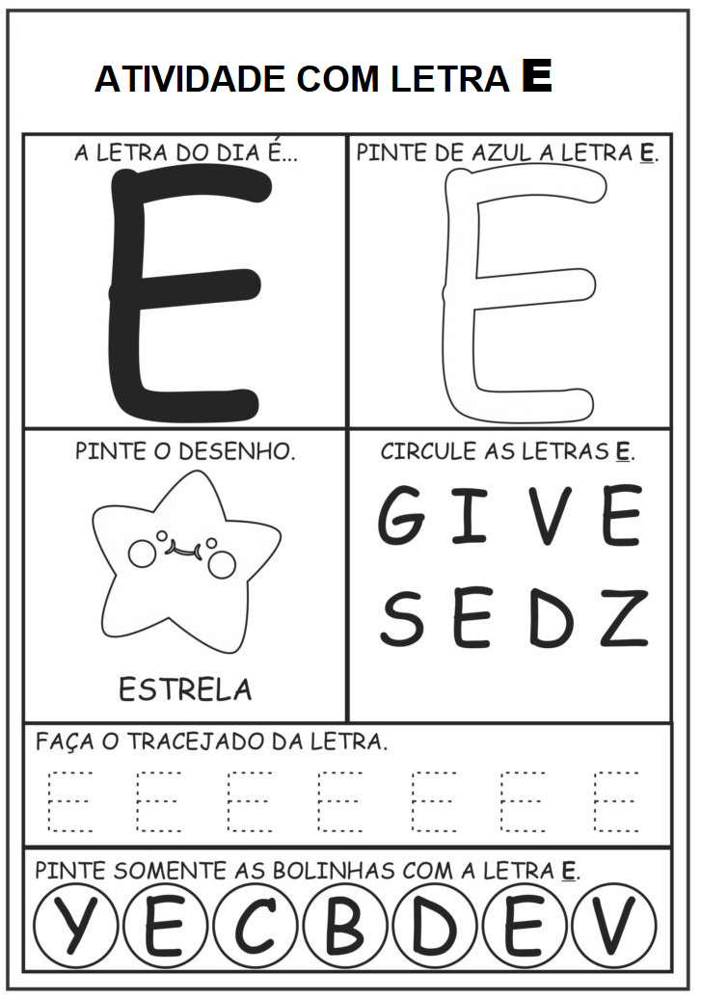 ATIVIDADE COM LETRA E
A LETRA DO DIA É...
E
PINTE DE AZUL A LETRA E.
E
PINTE O DESENHO.
ESTRELA
CIRCULE AS LETRAS E.
G I V E
S E D Z
FAÇA O TRACEJADO DA LETRA.
E E E E E E E
PINTE SOMENTE AS BOLINHAS COM A LETRA E.
Y E C B D E V